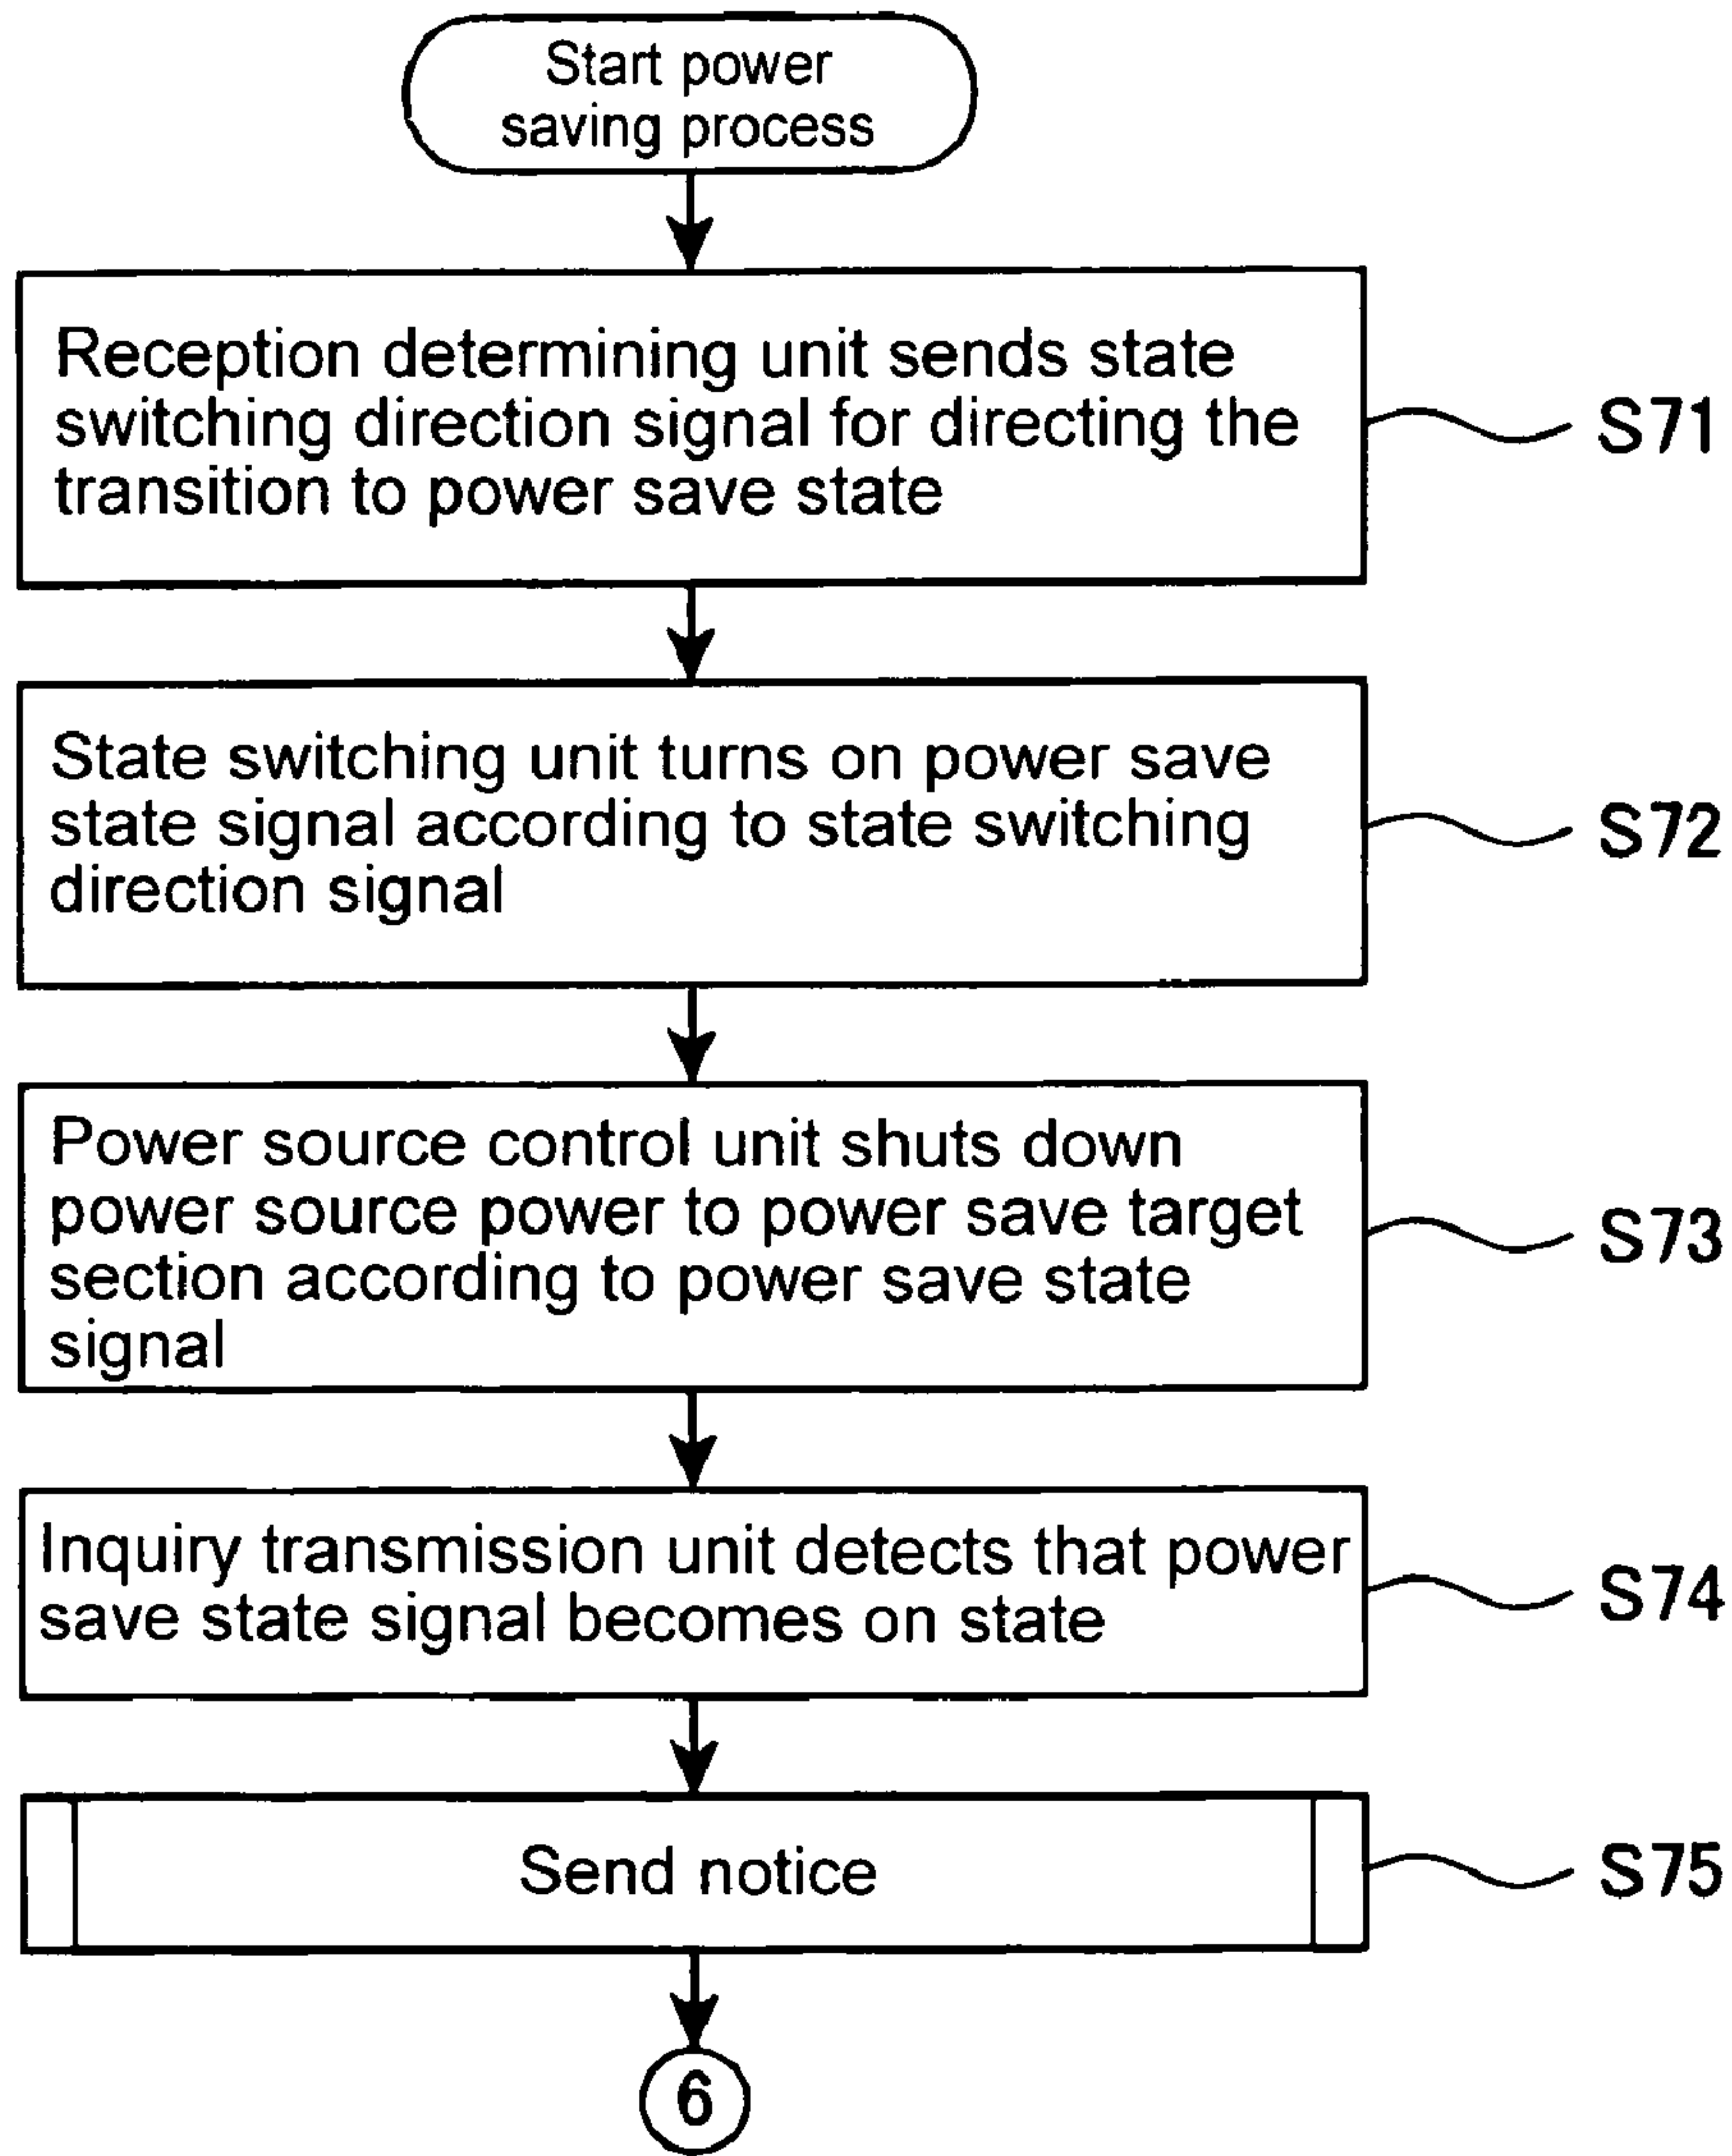 Start power
saving process
Reception determining unit sends state
switching direction signal for directing the
transition to power save state
S71
State switching unit turns on power save
state signal according to state switching
direction signal
S72
Power source control unit shuts down
power source power to power save target
section according to power save state
signal
S73
Inquiry transmission unit detects that power
save state signal becomes on state
S74
Send notice
S75
6